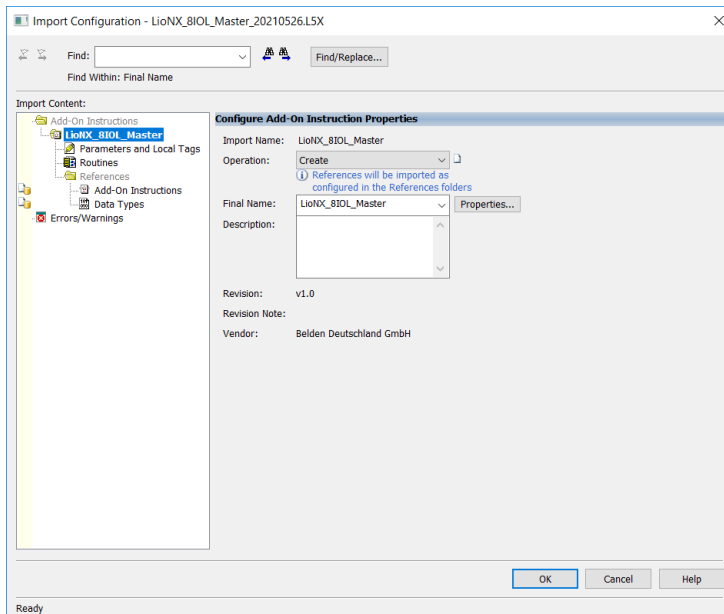 Import Configuration - LioNX_8IOL_Master_20210526.L5X
Find:
Find/Replace...
Find Within: Final Name
Import Content:
Add-On Instructions
LioNX_8IOL_Master
Parameters and Local Tags
Routines
References
Add-On Instructions
Data Types
Errors/Warnings
Configure Add-On Instruction Properties
Import Name: LioNX_8IOL_Master
Operation: Create
References will be imported as
configured in the References folders
Final Name: LioNX_8IOL_Master Properties...
Description:
Revision: v1.0
Revision Note:
Vendor: Belden Deutschland GmbH
OK Cancel Help
Ready